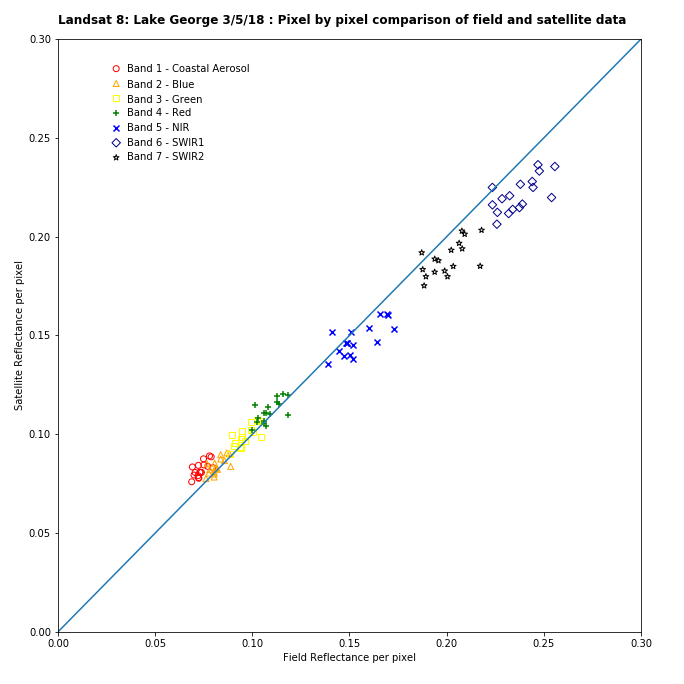 Landsat 8: Lake George 3/5/18 : Pixel by pixel comparison of field and satellite data
0.30
Band 1 - Coastal Aerosol
Band 2 - Blue
Band 3 - Green
Band 4 - Red
Band 5 - NIR
Band 6 - SWIR1
Band 7 - SWIR2
0.25
0.20
0.15
0.10
0.05
0.00
Satellite Reflectance per pixel
0.00 0.05 0.10 0.15 0.20 0.25 0.30
Field Reflectance per pixel